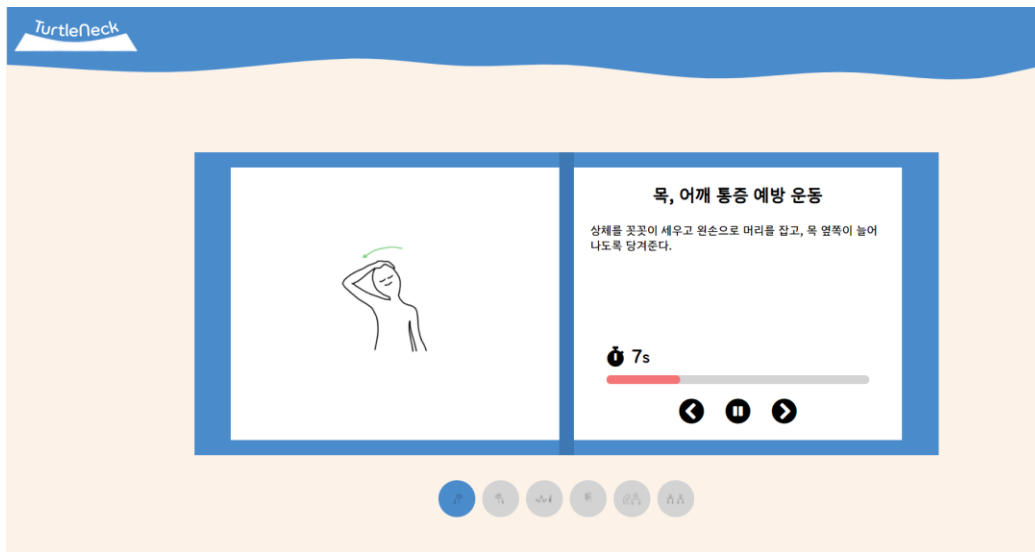 TurtleNeck
목, 어깨 통증 예방 운동
상체를 꼿꼿이 세우고 왼손으로 머리를 잡고, 목 옆쪽이 늘어
나도록 당겨준다.
7s